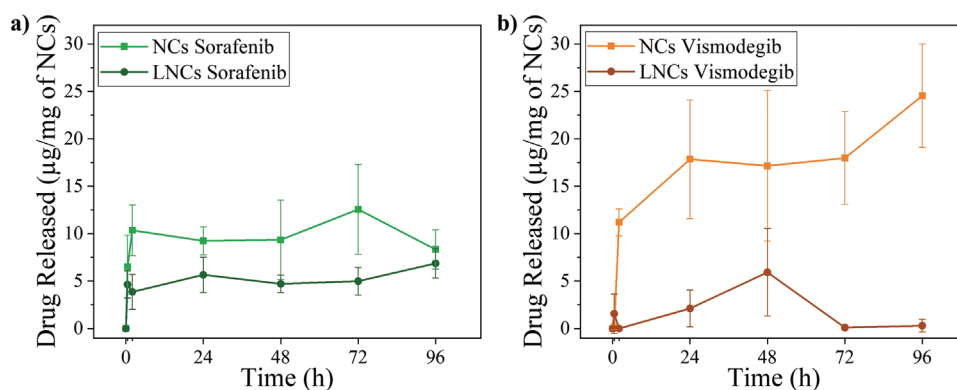 a)
NCs Sorafenib
LNCs Sorafenib
Drug Released (µg/mg of NCs)
30
25
20
15
10
5
0
0 24 48 72 96
Time (h)
b)
NCs Vismodegib
LNCs Vismodegib
Drug Released (µg/mg of NCs)
30
25
20
15
10
5
0
0 24 48 72 96
Time (h)